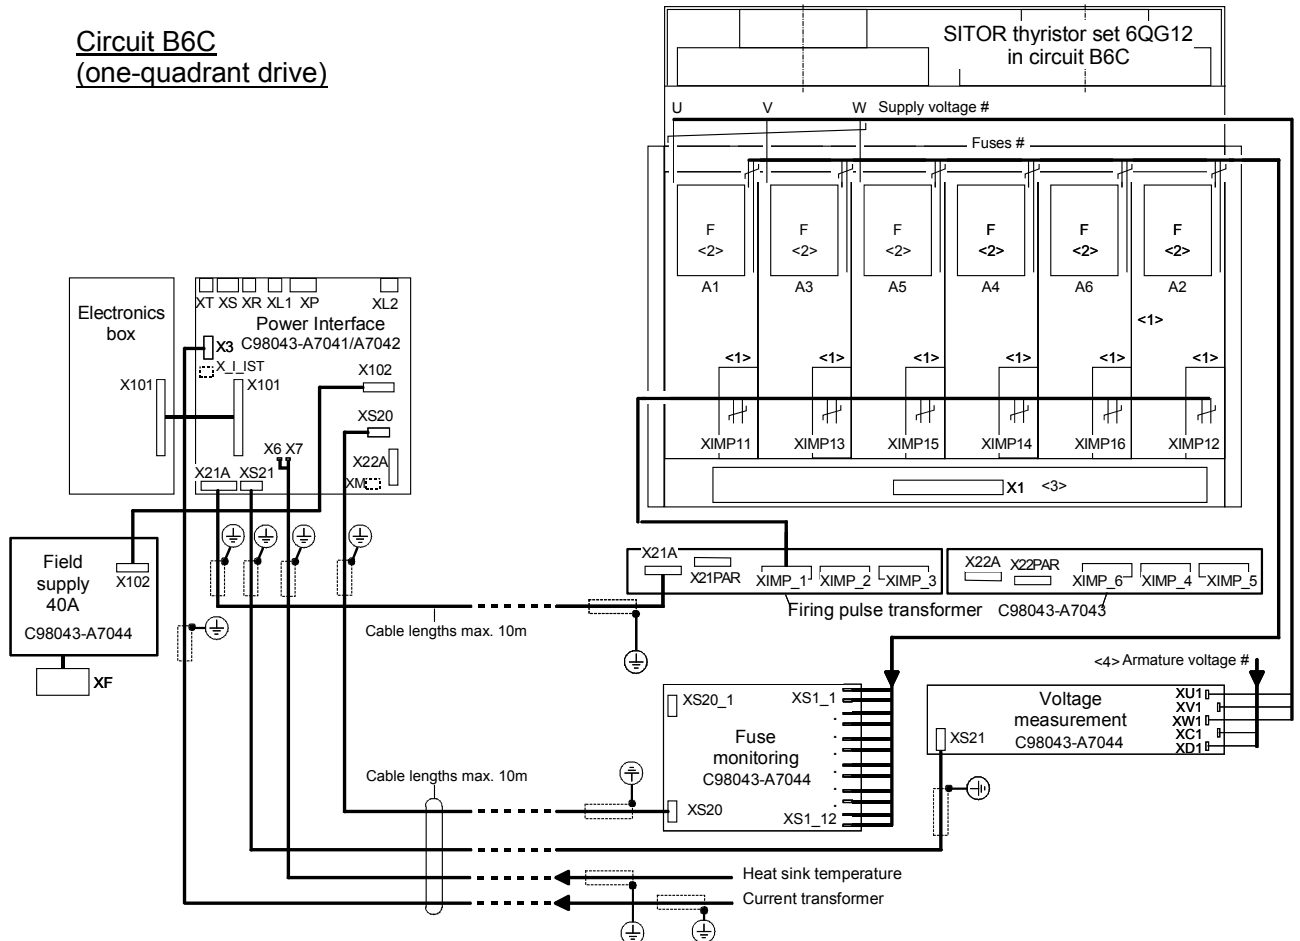 Circuit B6C
(one-quadrant drive)
SITOR thyristor set 6QG12
in circuit B6C
U
V
W
Supply voltage #
Fuses #
F
<2>
F
<2>
F
<2>
F
<2>
F
<2>
F
<2>
A1
A3
A5
A4
A6
A2
<1>
<1>
<1>
<1>
<1>
<1>
<1>
XIMP11
XIMP13
XIMP15
XIMP14
XIMP16
XIMP12
X1
<3>
Electronics
box
X101
XT
XS
XR
XL1
XP
XL2
Power Interface
C98043-A7041/A7042
X3
X_I_IST
X101
X102
XS20
X6
X7
X22A
X21A
XS21
XM
Field
supply
40A
X102
C98043-A7044
XF
Cable lengths max. 10m
X21A
X21PAR
XIMP_1
XIMP_2
XIMP_3
X22A
X22PAR
XIMP_6
XIMP_4
XIMP_5
Firing pulse transformer
C98043-A7043
<4> Armature voltage #
XS20_1
XS1_1
Fuse
monitoring
C98043-A7044
XS20
XS1_12
Voltage
measurement
C98043-A7044
XS21
XU1
XV1
XW1
XC1
XD1
Cable lengths max. 10m
Heat sink temperature
Current transformer